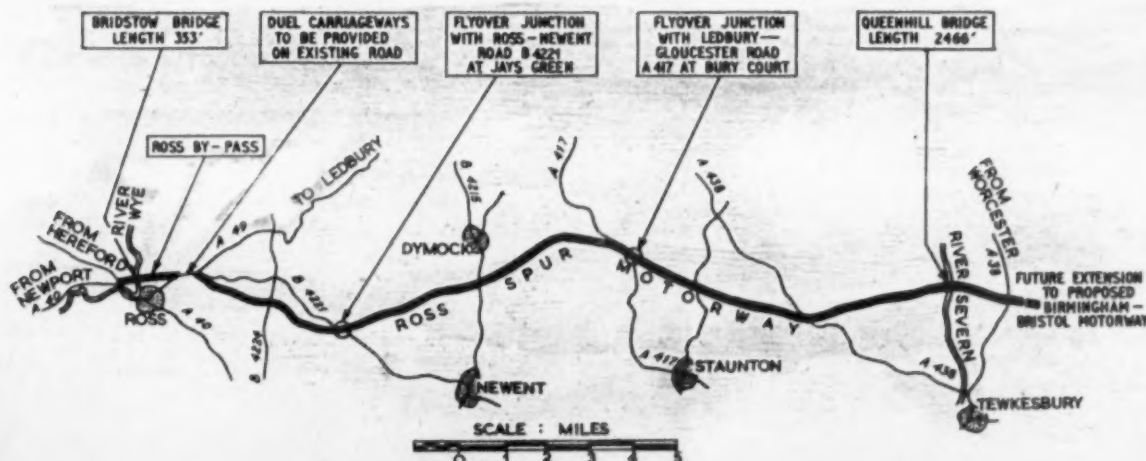 BRIDSTOW BRIDGE
LENGTH 353'
DUEL CARRIAGEWAYS
TO BE PROVIDED
ON EXISTING ROAD
FLYOVER JUNCTION
WITH ROSS-NEWENT
ROAD B 4221
AT JAYS GREEN
FLYOVER JUNCTION
WITH LEDBURY—
GLOUCESTER ROAD
A 417 AT BURY COURT
QUEENHILL BRIDGE
LENGTH 2466'
ROSS BY-PASS
TO LEDBURY
RIVER WYE
FROM HEREFORD
FROM NEWPORT
A 40
ROSS
A 40
A 49
B 4224
B 4221
B 4215
DYMOCK
NEWENT
ROSS SPUR MOTORWAY
A 417
A 438
A 417
STAUNTON
A 438
RIVER SEVERN
FROM WORCESTER
A 38
FUTURE EXTENSION
TO PROPOSED
BIRMINGHAM—
BRISTOL MOTORWAY
TEWKESBURY
SCALE : MILES
0 1 2 3 4 5